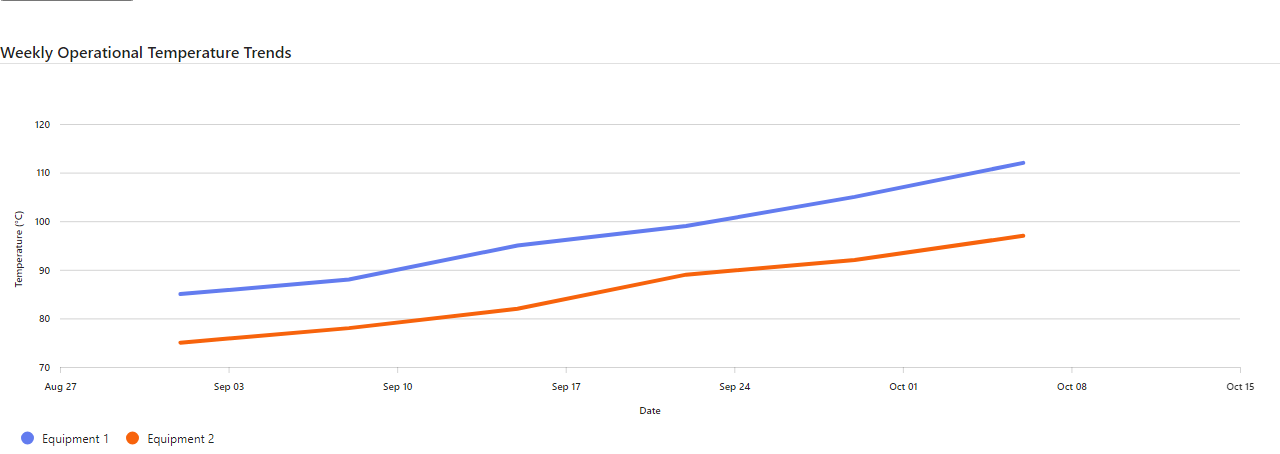 Weekly Operational Temperature Trends
120
110
100
90
80
70
Temperature (°C)
Aug 27 Sep 03 Sep 10 Sep 17 Sep 24 Oct 01 Oct 08 Oct 15
Date
Equipment 1 Equipment 2